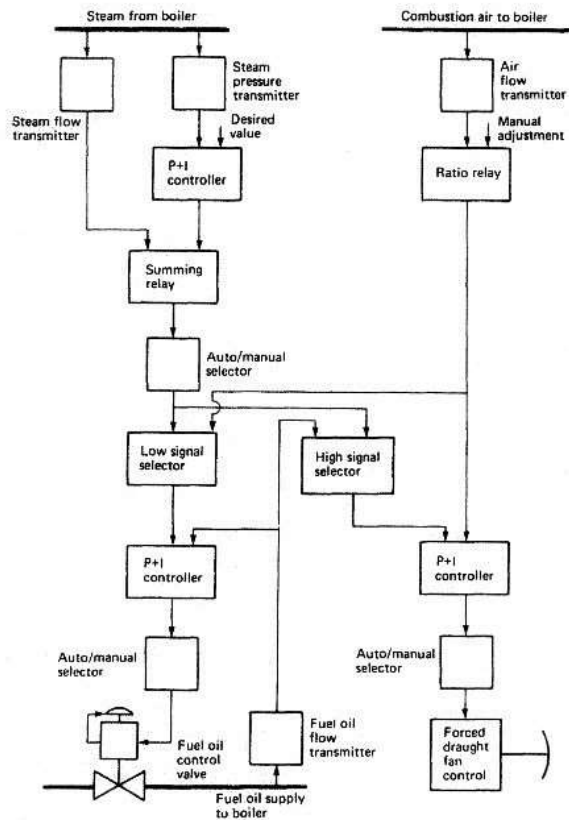 Steam from boiler
Combustion air to boiler
Steam
pressure
transmitter
Air
flow
transmitter
Steam flow
transmitter
Desired
value
Manual
adjustment
P+I
controller
Ratio relay
Summing
relay
Auto/manual
selector
Low signal
selector
High signal
selector
P+I
controller
P+I
controller
Auto/manual
selector
Auto/manual
selector
Fuel oil
control
valve
Fuel oil
flow
transmitter
Forced
draught
fan
control
Fuel oil supply
to boiler